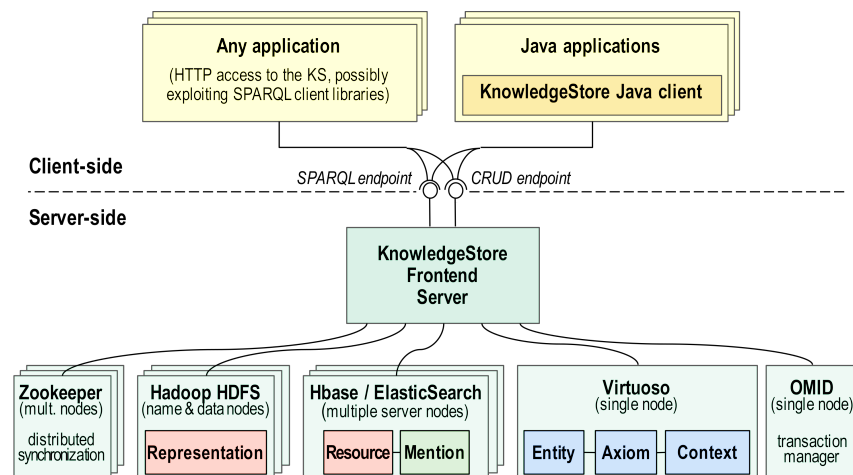 Any application
(HTTP access to the KS, possibly
exploiting SPARQL client libraries)
Java applications
KnowledgeStore Java client
Client-side
SPARQL endpoint
CRUD endpoint
Server-side
KnowledgeStore
Frontend
Server
Zookeeper
(mult. nodes)
distributed
synchronization
Hadoop HDFS
(name & data nodes)
Representation
Hbase / ElasticSearch
(multiple server nodes)
Resource
Mention
Virtuoso
(single node)
Entity
Axiom
Context
OMID
(single node)
transaction
manager